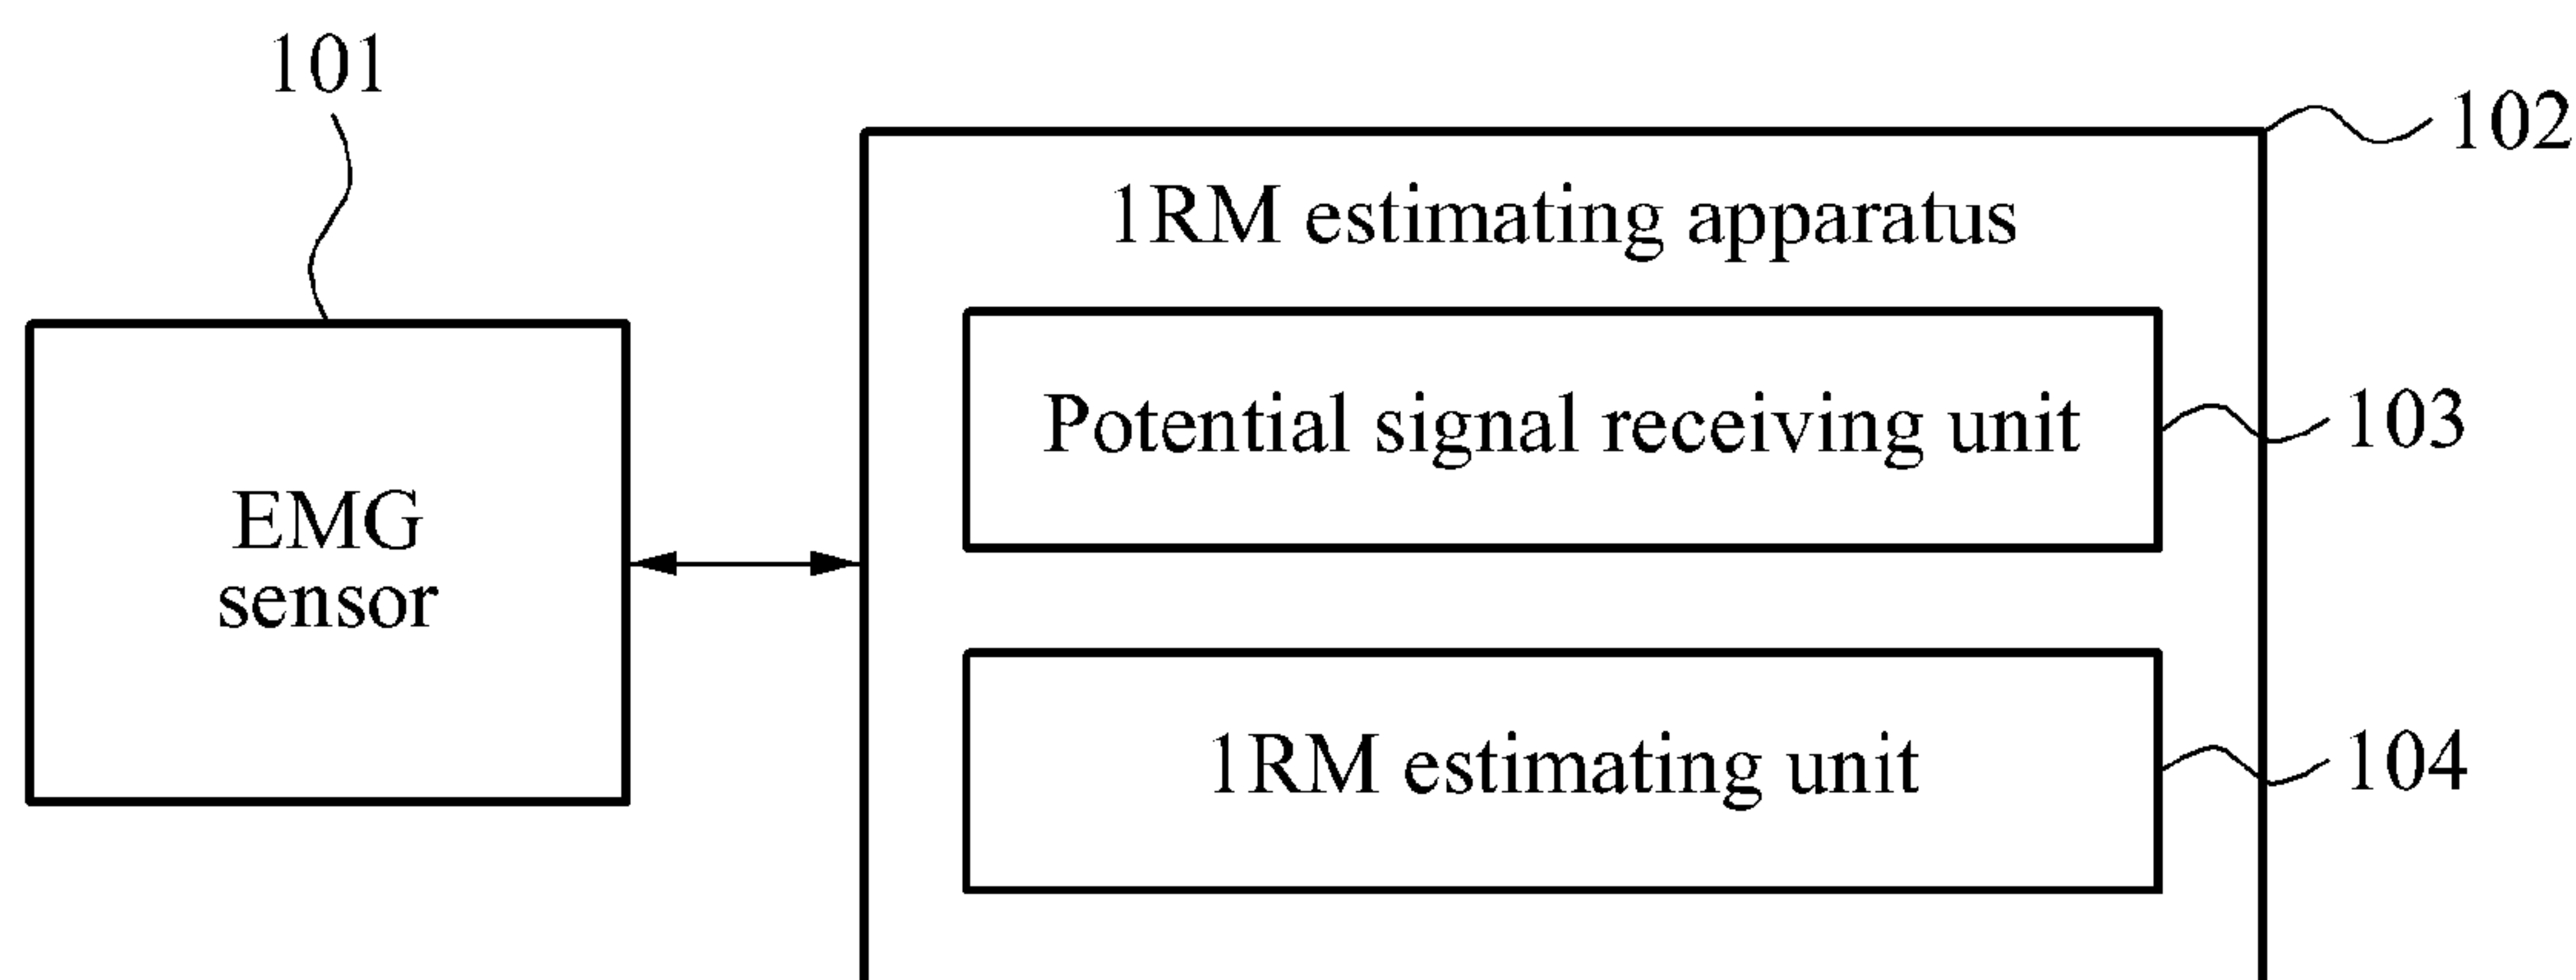 101
102
1RM estimating apparatus
Potential signal receiving unit
103
EMG
sensor
1RM estimating unit
104